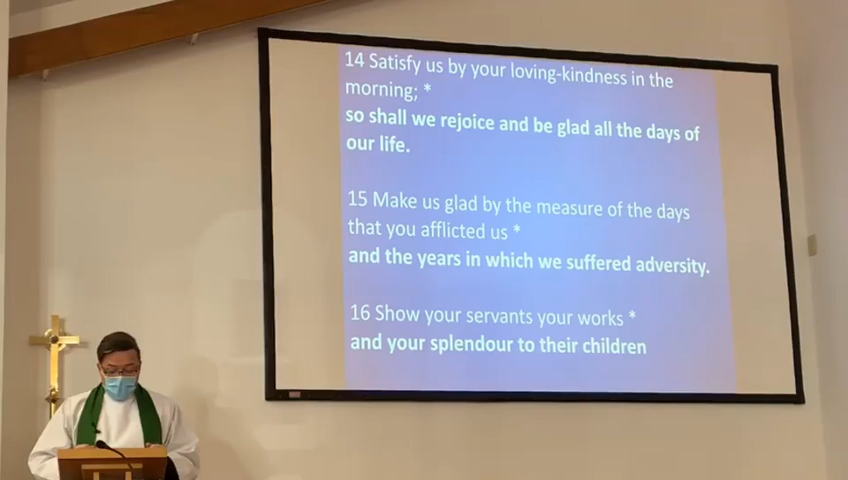 14 Satisfy us by your loving-kindness in the
morning; *
so shall we rejoice and be glad all the days of
our life.
15 Make us glad by the measure of the days
that you afflicted us *
and the years in which we suffered adversity.
16 Show your servants your works *
and your splendour to their children